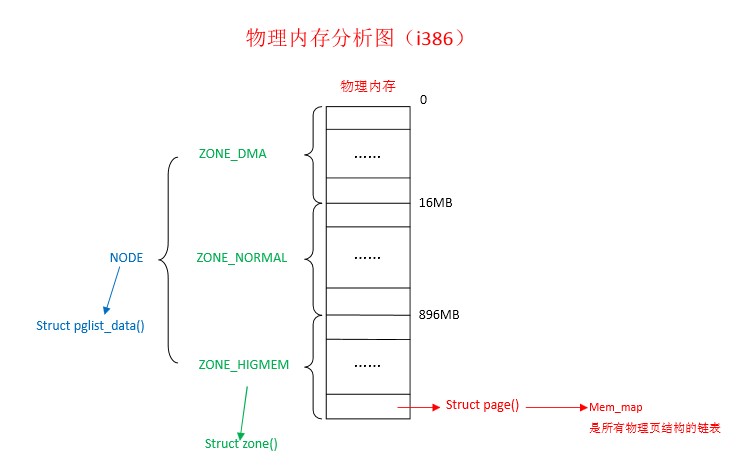 物理内存分析图（i386）
物理内存
0
ZONE_DMA
......
16MB
NODE
ZONE_NORMAL
......
Struct pglist_data()
896MB
ZONE_HIGMEM
......
Struct page()
Mem_map
是所有物理页结构的链表
Struct zone()